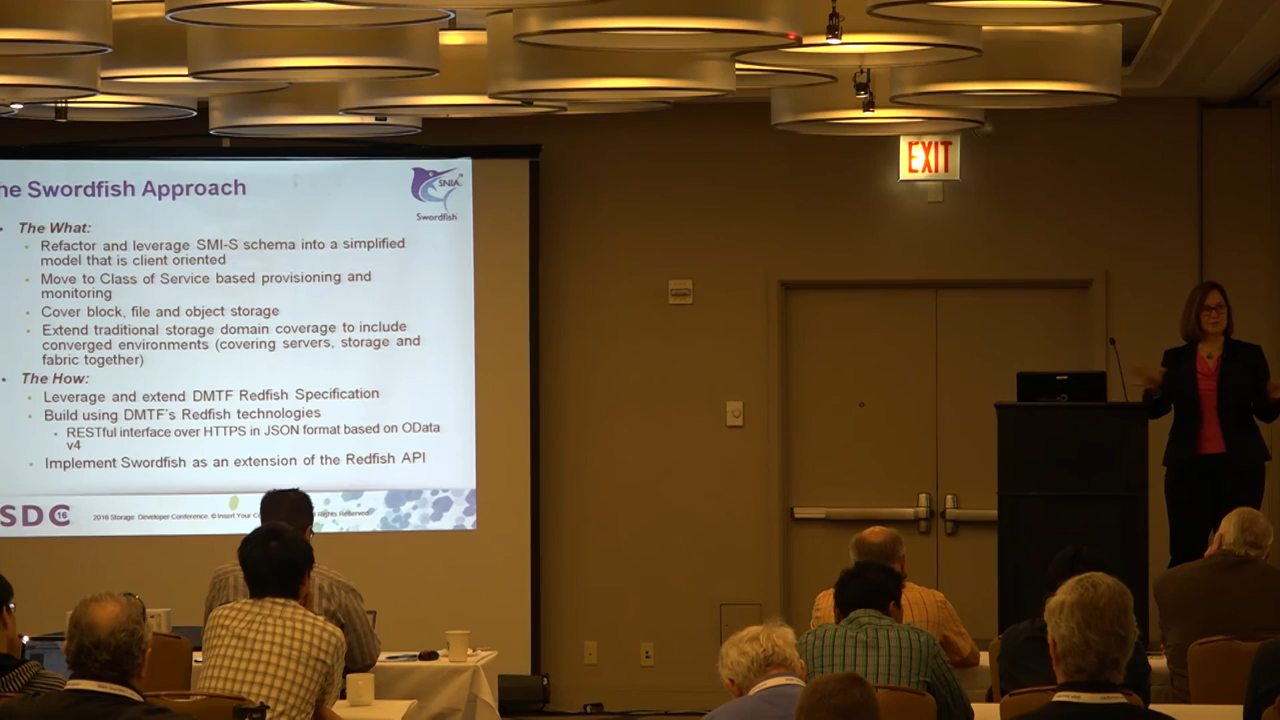 he Swordfish Approach
SNIA
Swordfish
The What:
Refactor and leverage SMI-S schema into a simplified
model that is client oriented
Move to Class of Service based provisioning and
monitoring
Cover block, file and object storage
Extend traditional storage domain coverage to include
converged environments (covering servers, storage and
fabric together)
The How:
Leverage and extend DMTF Redfish Specification
Build using DMTF's Redfish technologies
RESTful interface over HTTPS in JSON format based on OData
v4
Implement Swordfish as an extension of the Redfish API
SDC 16
2016 Storage Developer Conference. © Insert Your C
Rights Reserved.
EXIT